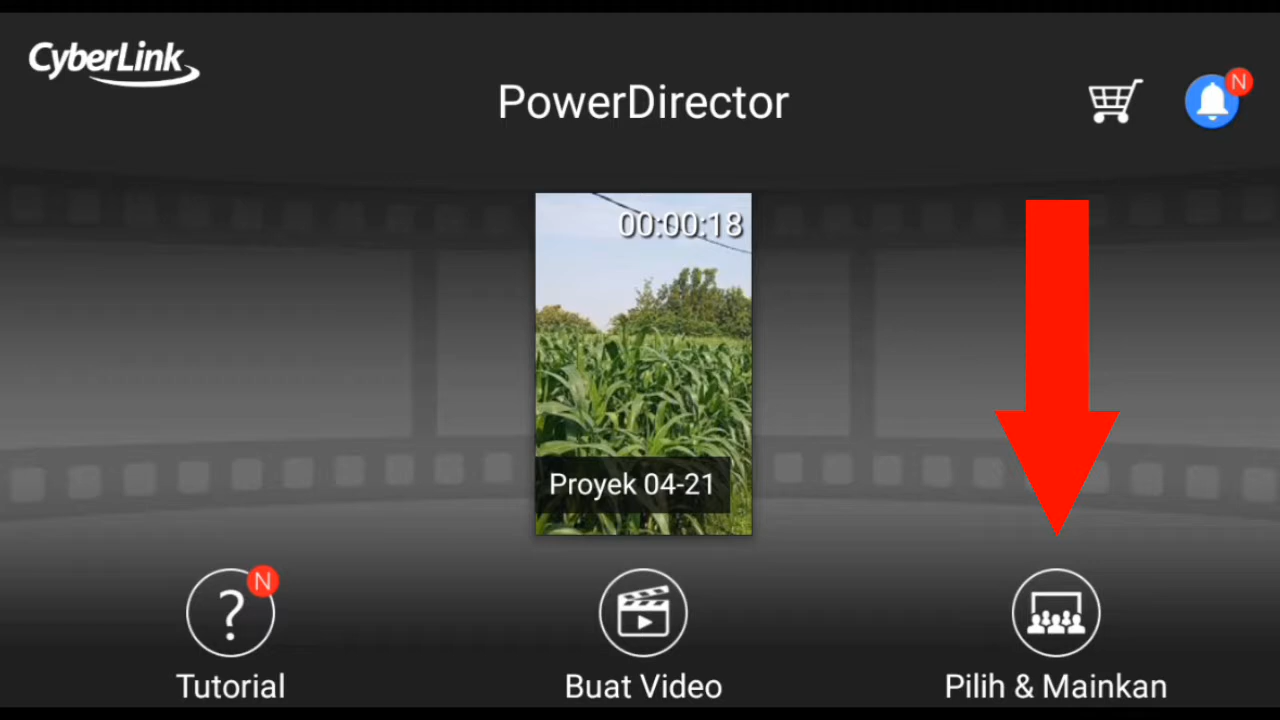 CyberLink
PowerDirector
N
00:00:18
Proyek 04-21
N
?
Tutorial
Buat Video
Pilih & Mainkan